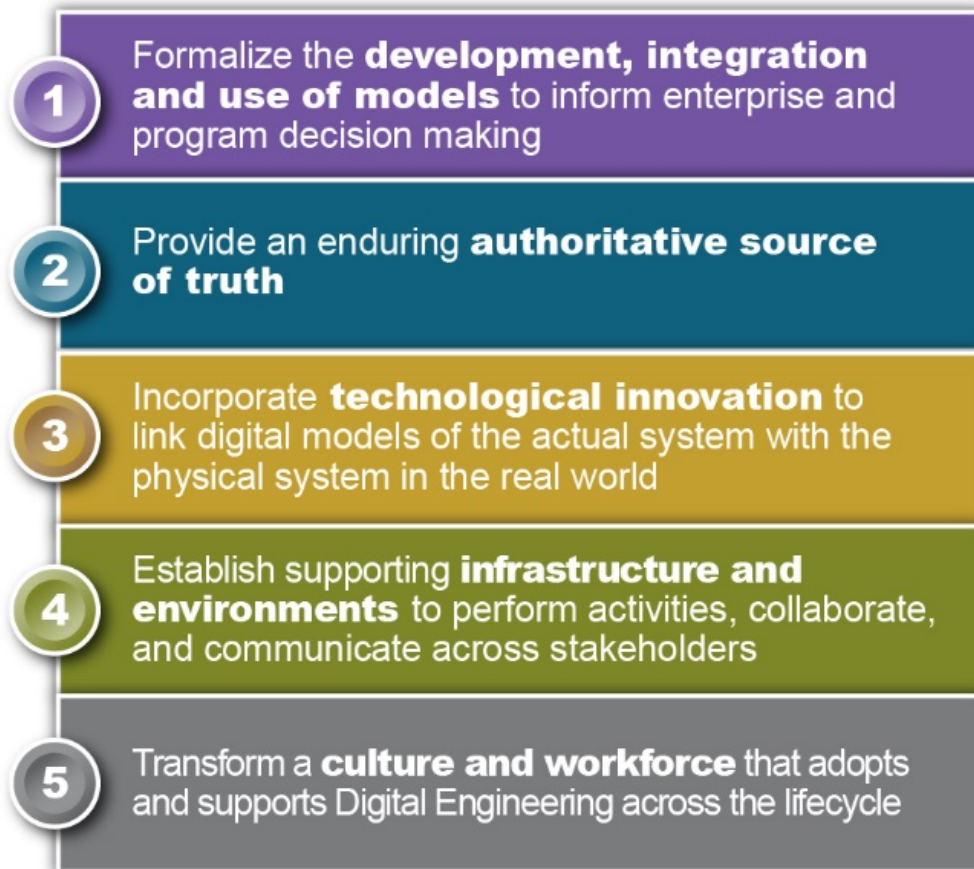 1
Formalize the development, integration
and use of models to inform enterprise and
program decision making
2
Provide an enduring authoritative source
of truth
3
Incorporate technological innovation to
link digital models of the actual system with the
physical system in the real world
4
Establish supporting infrastructure and
environments to perform activities, collaborate,
and communicate across stakeholders
5
Transform a culture and workforce that adopts
and supports Digital Engineering across the lifecycle